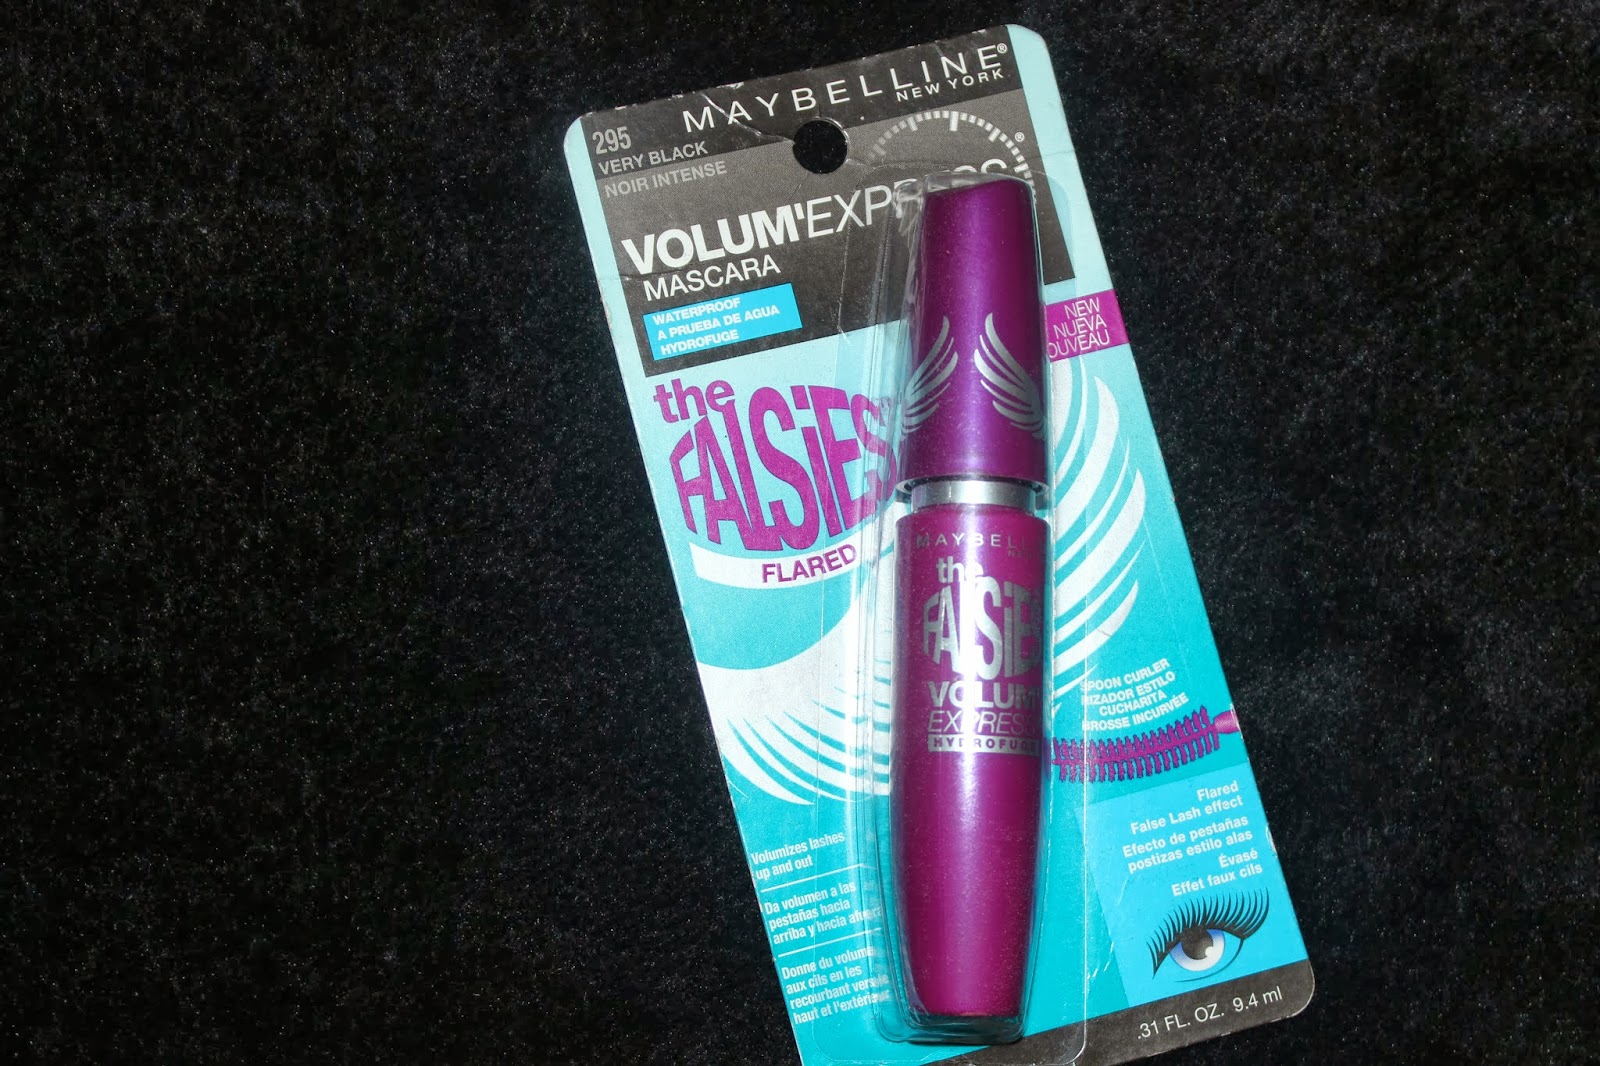 MAYBELLINE®
NEW YORK
295
VERY BLACK
NOIR INTENSE
VOLUM'EXPRESS®
MASCARA
WATERPROOF
A PRUEBA DE AGUA
HYDROFUGE
NEW
NUEVA
the
FALSiES
FLARED
MAYBELLINE
the
FALSiES
VOLUM'
EXPRESS
HYDROFUGE
SPOON CURLER
RIZADOR ESTILO
CUCHARITA
BROSSE INCURVÉE
Flared
False Lash effect
Efecto de pestañas
postizas estilo alas
Évasé
Effet faux cils
Volumizes lashes
up and out
Da volumen a las
pestañas hacia
arriba y hacia afuera
Donne du volume
aux cils en les
recourbant vers le
haut et l'extérieur
.31 FL. OZ. 9.4 ml